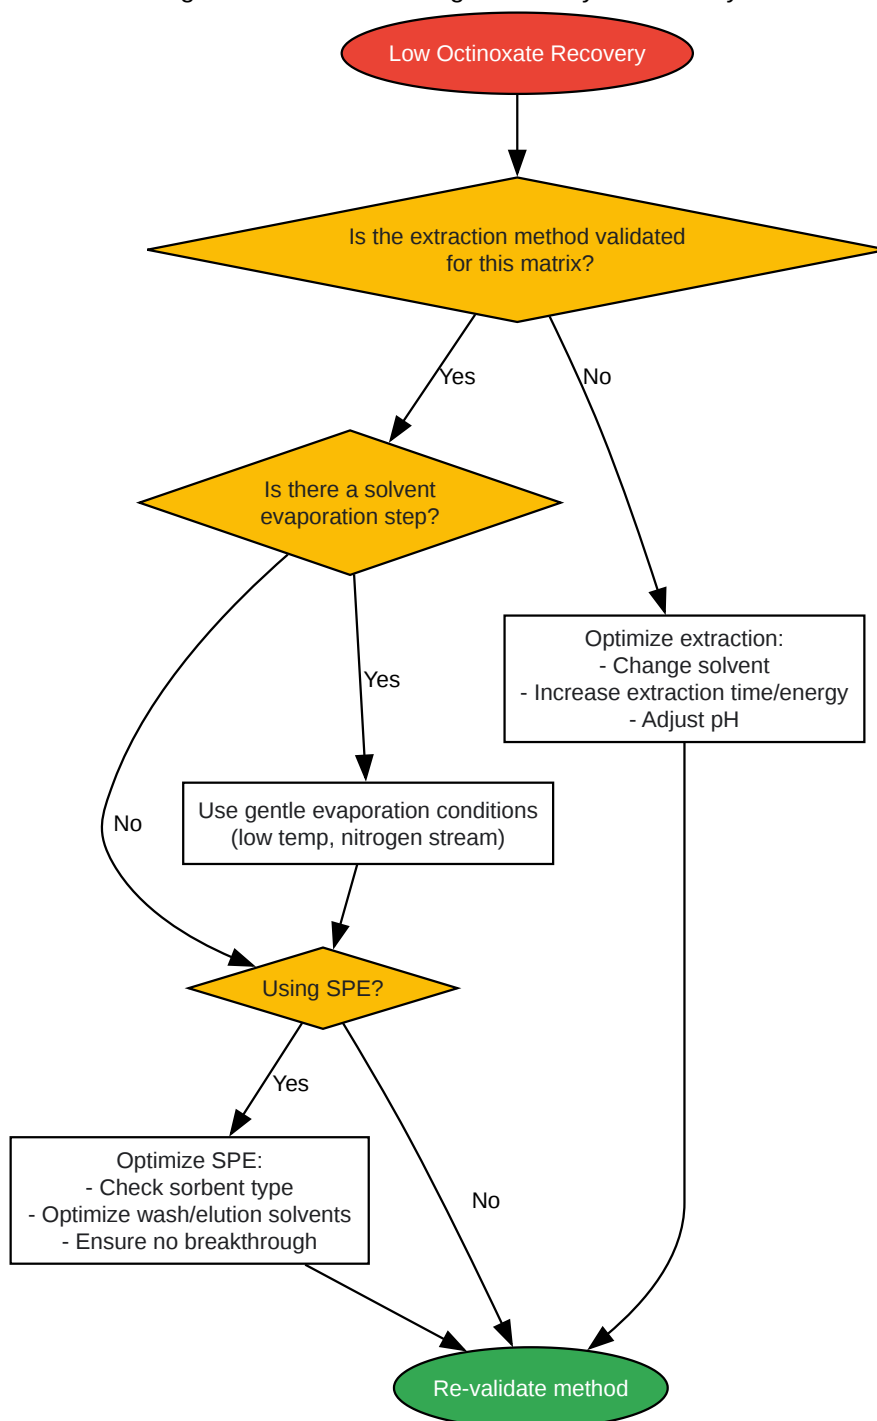 Low Octinoxate Recovery
Is the extraction method validated
for this matrix?
Yes
No
Is there a solvent
evaporation step?
Optimize extraction:
- Change solvent
- Increase extraction time/energy
- Adjust pH
Yes
No
Use gentle evaporation conditions
(low temp, nitrogen stream)
Using SPE?
Yes
Optimize SPE:
- Check sorbent type
- Optimize wash/elution solvents
- Ensure no breakthrough
No
Re-validate method